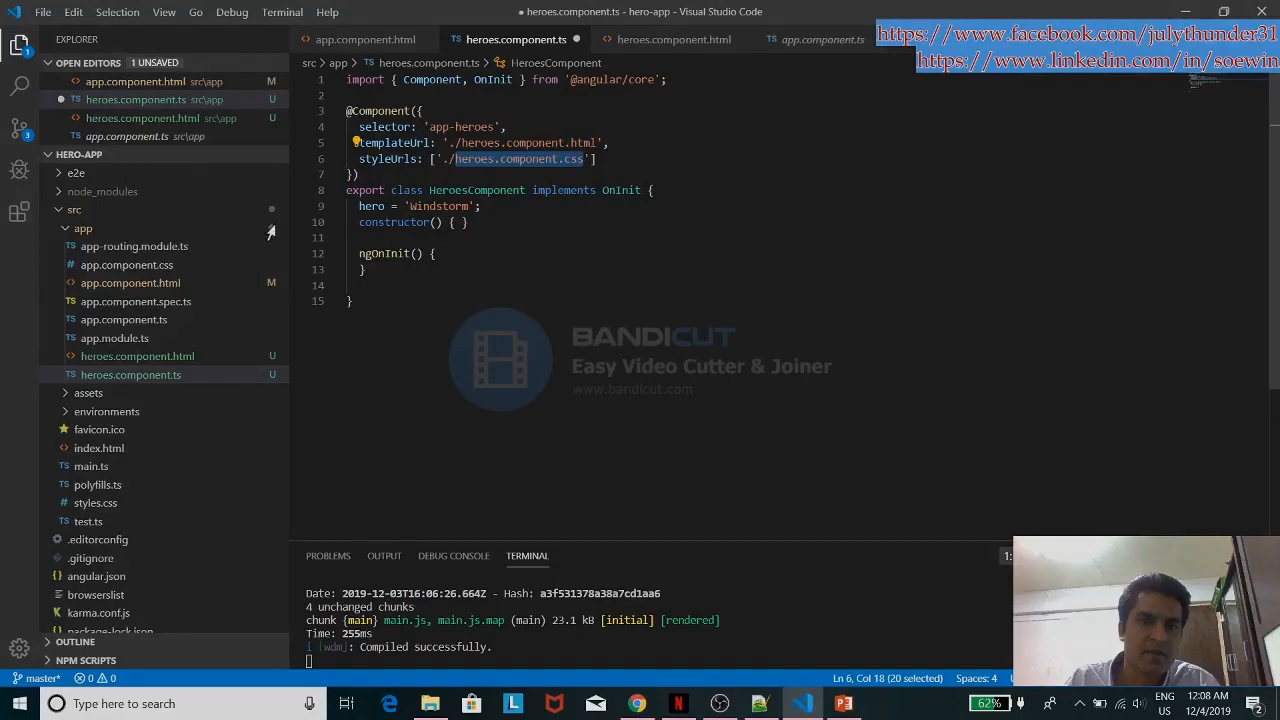 File Edit Selection View Go Debug Terminal Help
● heroes.component.ts - hero-app - Visual Studio Code
https://www.facebook.com/julythunder31
https://www.linkedin.com/in/soewin
EXPLORER
app.component.html
heroes.component.ts
heroes.component.html
app.component.ts
OPEN EDITORS 1 UNSAVED
app.component.html src\app M
heroes.component.ts src\app U
heroes.component.html src\app U
app.component.ts src\app
HERO-APP
e2e
node_modules
src
app
app-routing.module.ts
app.component.css
app.component.html M
app.component.spec.ts
app.component.ts
app.module.ts
heroes.component.html U
heroes.component.ts U
assets
environments
favicon.ico
index.html
main.ts
polyfills.ts
styles.css
test.ts
.editorconfig
.gitignore
angular.json
browserslist
karma.conf.js
package-lock.json
OUTLINE
NPM SCRIPTS
src > app > heroes.component.ts > HeroesComponent
1 import { Component, OnInit } from '@angular/core';
2
3 @Component({
4 selector: 'app-heroes',
5 templateUrl: './heroes.component.html',
6 styleUrls: ['./heroes.component.css']
7 })
8 export class HeroesComponent implements OnInit {
9 hero = 'Windstorm';
10 constructor() { }
11
12 ngOnInit() {
13 }
14
15 }
BANDICUT
Easy Video Cutter & Joiner
www.bandicut.com
PROBLEMS OUTPUT DEBUG CONSOLE TERMINAL
1:
Date: 2019-12-03T16:06:26.664Z - Hash: a3f531378a38a7cd1aa6
4 unchanged chunks
chunk {main} main.js, main.js.map (main) 23.1 kB [initial] [rendered]
Time: 255ms
i ｢wdm｣: Compiled successfully.
master* 0 0
Ln 6, Col 18 (20 selected) Spaces: 4
Type here to search
62%
ENG
US
12:08 AM
12/4/2019